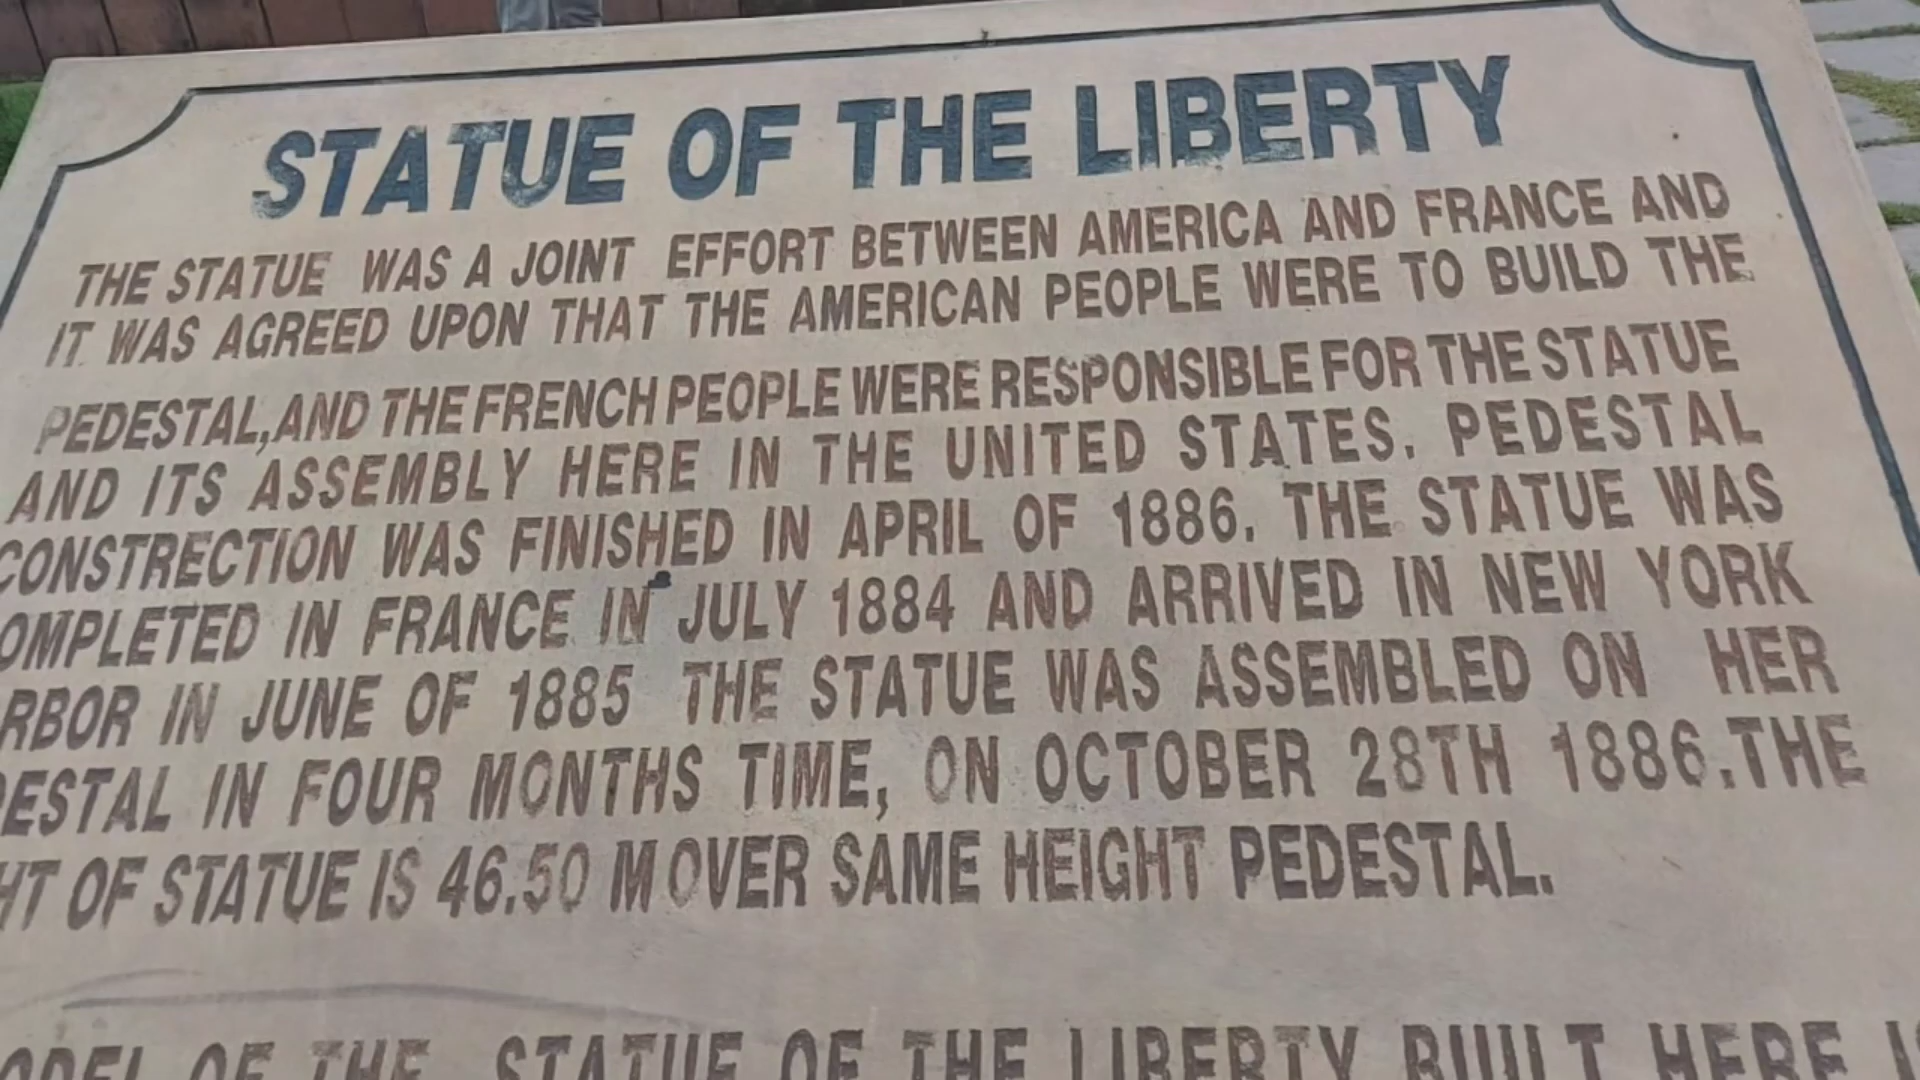 STATUE OF THE LIBERTY
THE STATUE WAS A JOINT EFFORT BETWEEN AMERICA AND FRANCE AND
IT WAS AGREED UPON THAT THE AMERICAN PEOPLE WERE TO BUILD THE
PEDESTAL,AND THE FRENCH PEOPLE WERE RESPONSIBLE FOR THE STATUE
AND ITS ASSEMBLY HERE IN THE UNITED STATES. PEDESTAL
CONSTRECTION WAS FINISHED IN APRIL OF 1886. THE STATUE WAS
OMPLETED IN FRANCE IN JULY 1884 AND ARRIVED IN NEW YORK
RBOR IN JUNE OF 1885 THE STATUE WAS ASSEMBLED ON HER
DESTAL IN FOUR MONTHS TIME, ON OCTOBER 28TH 1886.THE
HT OF STATUE IS 46.50 M OVER SAME HEIGHT PEDESTAL.
ODEL OF THE STATUE OF THE LIBERTY BUILT HERE IS